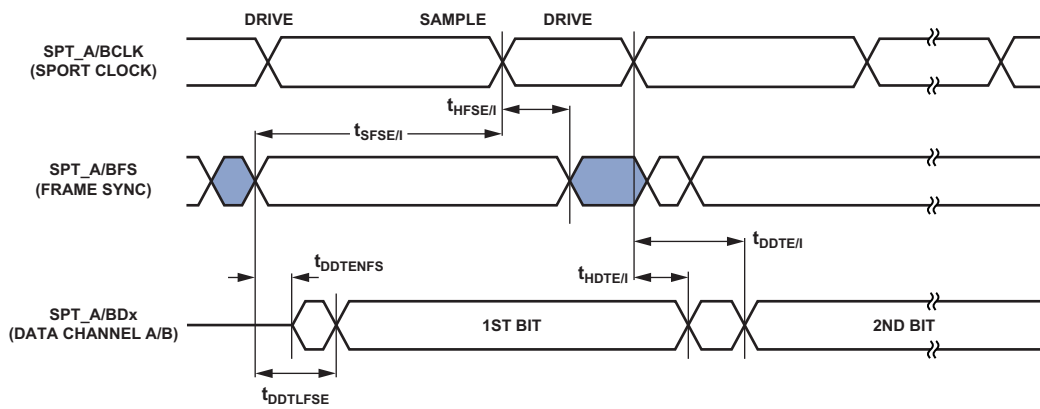 DRIVE SAMPLE DRIVE
SPT_A/BCLK
(SPORT CLOCK)
tHFSE/I
tSFSE/I
SPT_A/BFS
(FRAME SYNC)
tDDTE/I
tDDTENFS
tHDTE/I
SPT_A/BDx
(DATA CHANNEL A/B)
1ST BIT 2ND BIT
tDDTLFSE